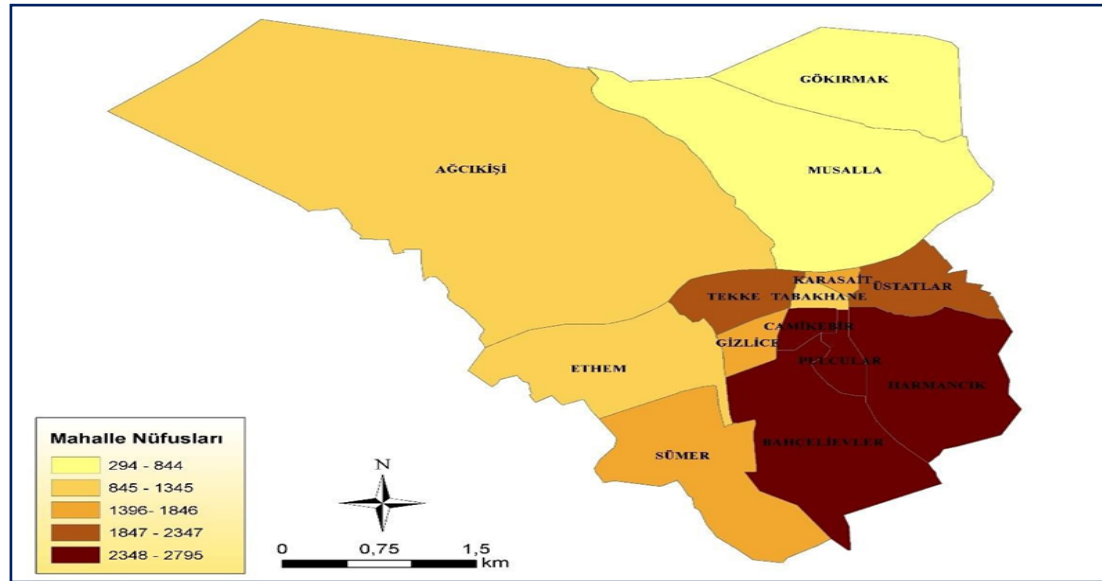 GÖKIRMAK
AĞCIKİŞİ
MUSALLA
KARASAİT
ÜSTATLAR
TEKKE
TABAKHANE
CAMİKEBİR
GİZLİCE
PELCULAR
ETHEM
HARMANCIK
BAHÇELİEVLER
SÜMER
Mahalle Nüfusları
294 - 844
845 - 1345
1396- 1846
1847 - 2347
2348 - 2795
N
0 0,75 1,5
km